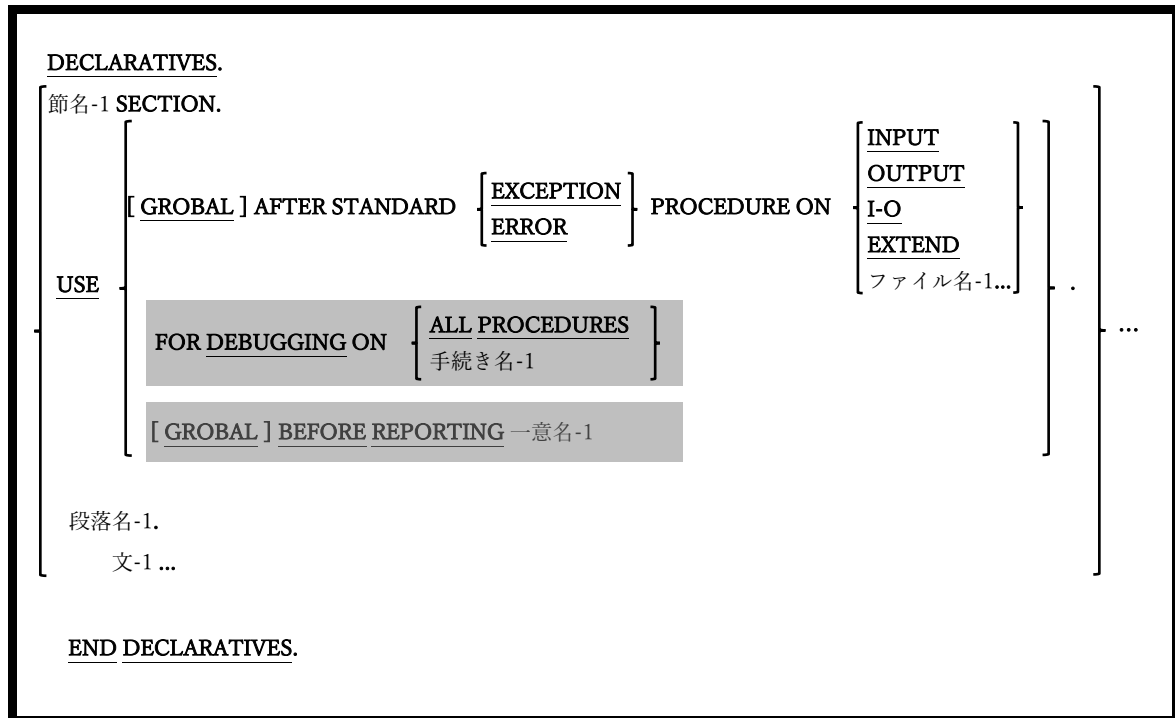 DECLARATIVES.
節名-1 SECTION.
USE
[ GROBAL ] AFTER STANDARD
EXCEPTION
ERROR
PROCEDURE ON
INPUT
OUTPUT
I-O
EXTEND
ファイル名-1...
.
FOR DEBUGGING ON
ALL PROCEDURES
手続き名-1
[ GROBAL ] BEFORE REPORTING 一意名-1
...
段落名-1.
文-1 ...
END DECLARATIVES.